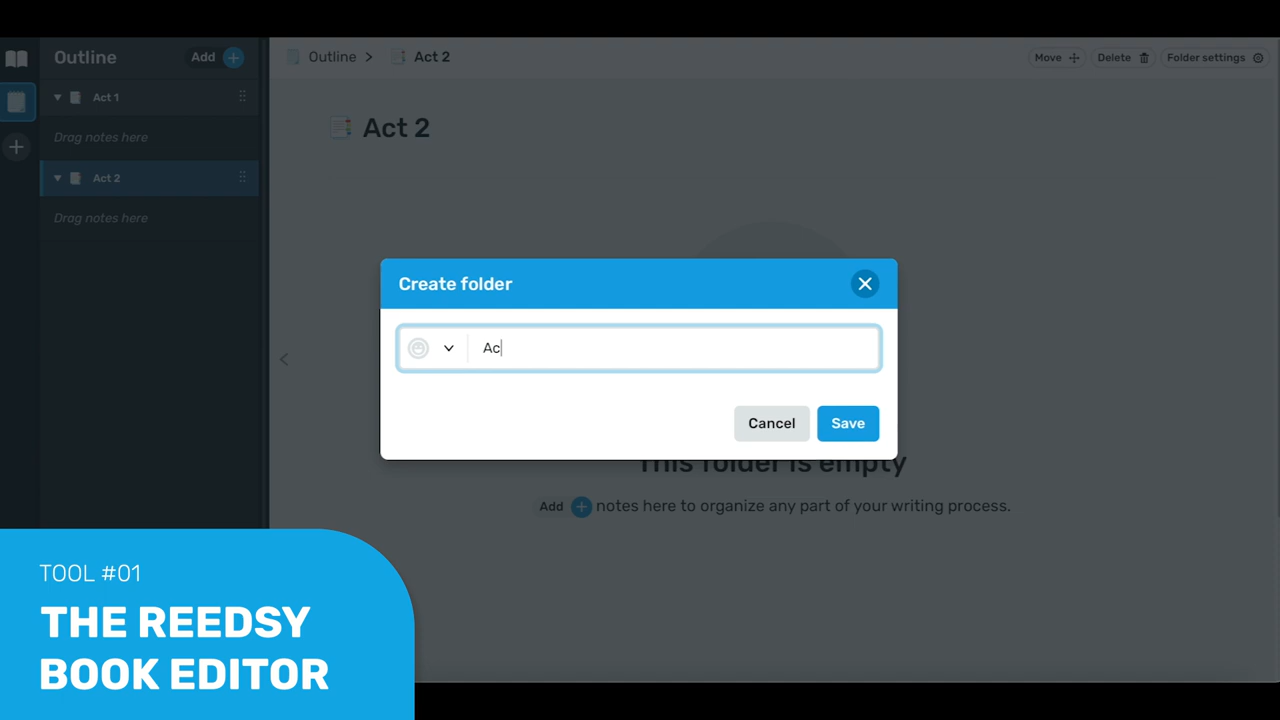 Outline
Add
Outline > Act 2
Move
Delete
Folder settings
Act 1
Drag notes here
Act 2
Drag notes here
Act 2
Create folder
Ac
Cancel
Save
This folder is empty
Add notes here to organize any part of your writing process.
TOOL #01
THE REEDSY
BOOK EDITOR